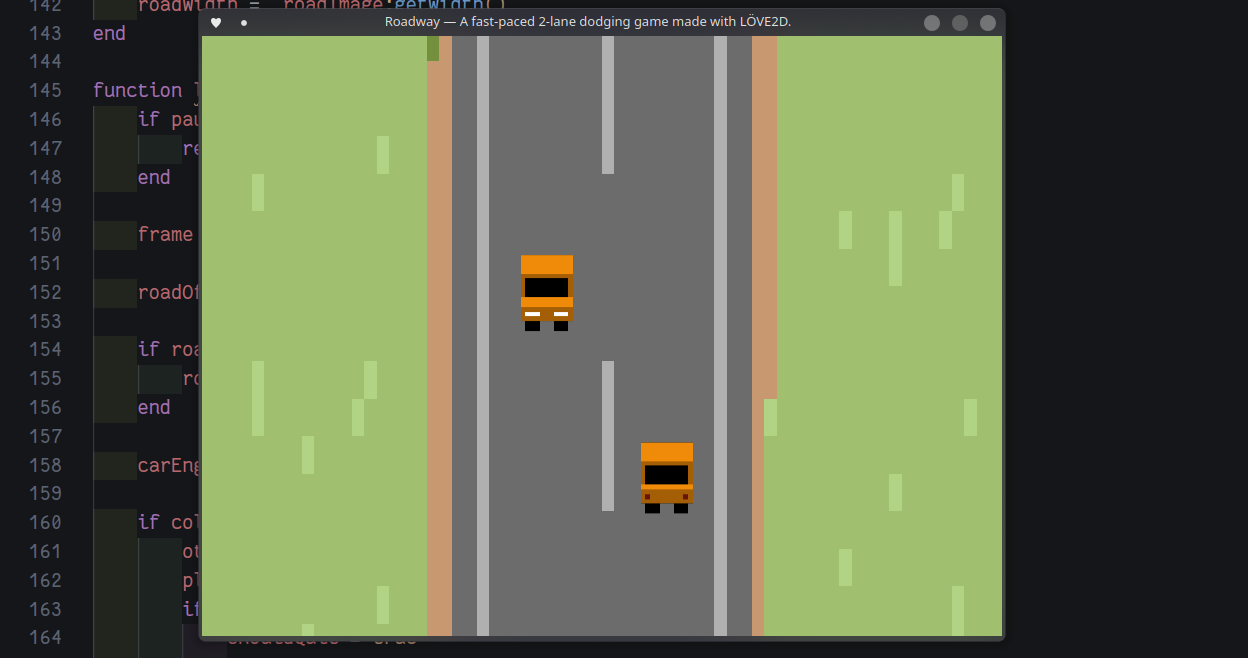 142 roadWidth = roadImage:getWidth()
Roadway — A fast-paced 2-lane dodging game made with LÖVE2D.
143 end
144
145 function
146 if pau
147 re
148 end
149
150 frame
151
152 roadOf
153
154 if roa
155 ro
156 end
157
158 carEng
159
160 if col
161 ot
162 pl
163 if
164